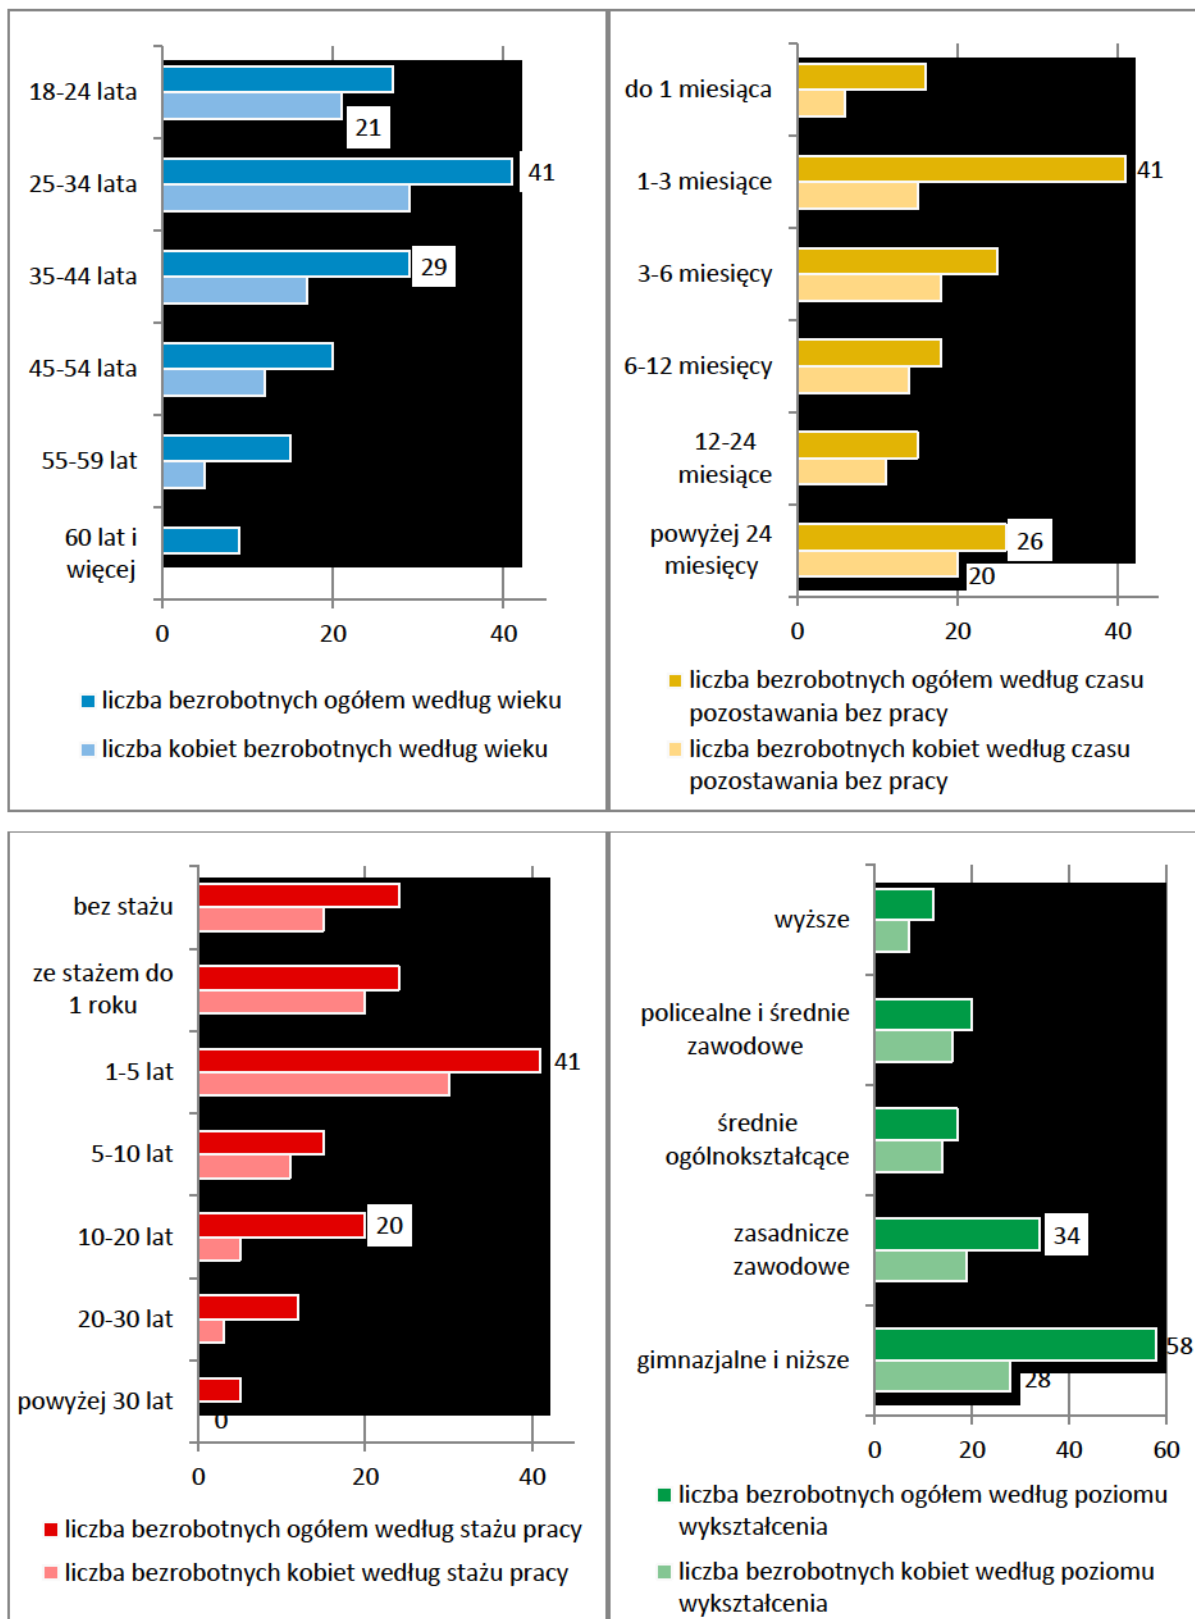 18-24 lata
21
25-34 lata
41
35-44 lata
29
45-54 lata
55-59 lat
60 lat i
więcej
0 20 40
liczba bezrobotnych ogółem według wieku
liczba kobiet bezrobotnych według wieku
do 1 miesiąca
1-3 miesiące
41
3-6 miesięcy
6-12 miesięcy
12-24
miesiące
powyżej 24
miesięcy
26
20
0 20 40
liczba bezrobotnych ogółem według czasu
pozostawania bez pracy
liczba bezrobotnych kobiet według czasu
pozostawania bez pracy
bez stażu
ze stażem do
1 roku
1-5 lat
41
5-10 lat
10-20 lat
20
20-30 lat
powyżej 30 lat
0
0 20 40
liczba bezrobotnych ogółem według stażu pracy
liczba bezrobotnych kobiet według stażu pracy
wyższe
policealne i średnie
zawodowe
średnie
ogólnokształcące
zasadnicze
zawodowe
34
gimnazjalne i niższe
58
28
0 20 40 60
liczba bezrobotnych ogółem według poziomu
wykształcenia
liczba bezrobotnych kobiet według poziomu
wykształcenia